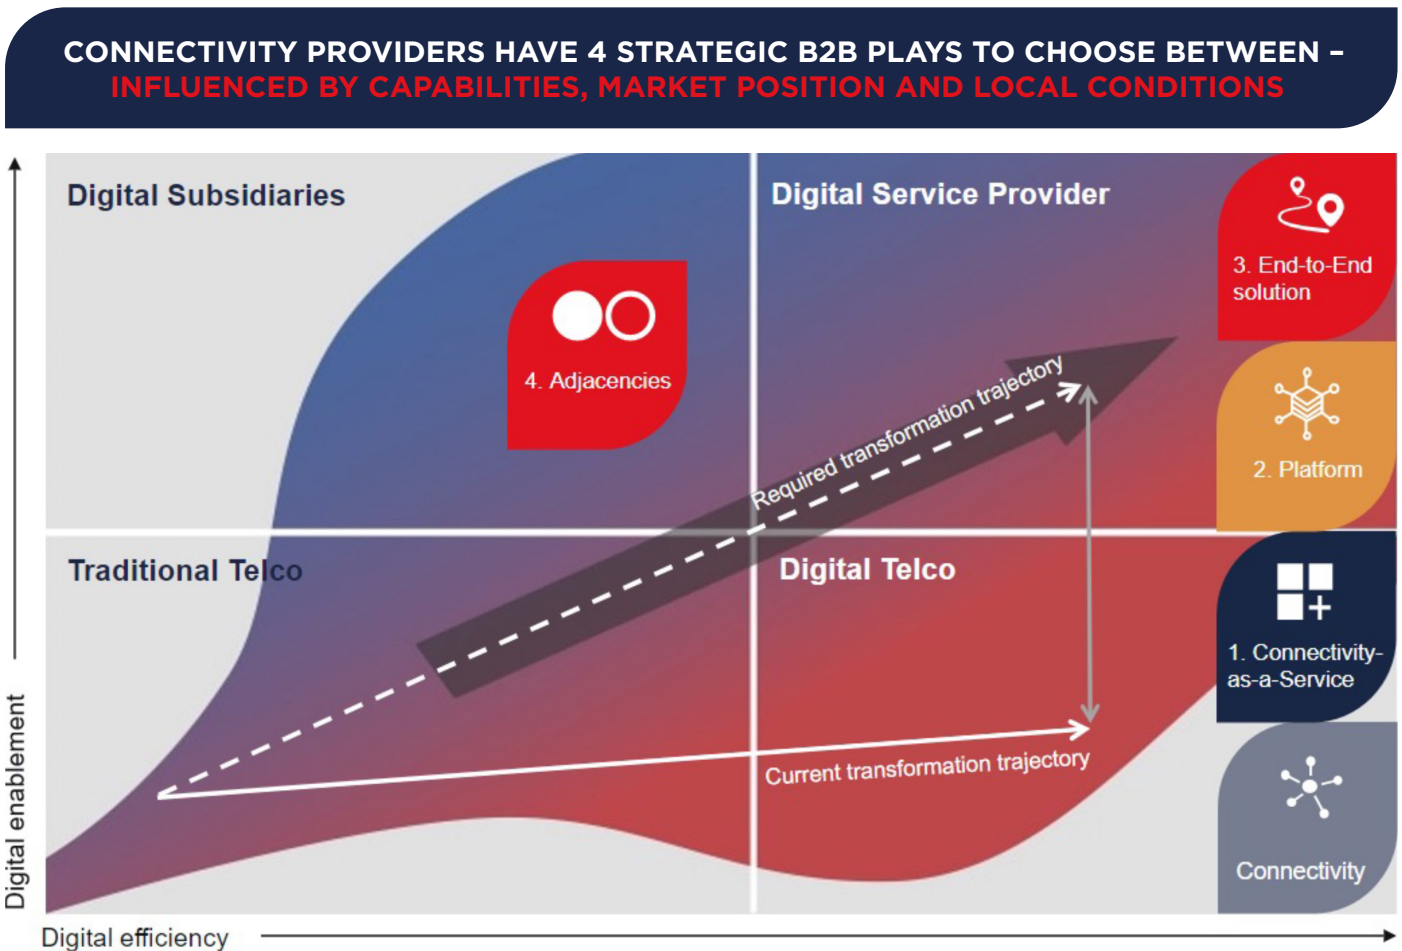 CONNECTIVITY PROVIDERS HAVE 4 STRATEGIC B2B PLAYS TO CHOOSE BETWEEN –
INFLUENCED BY CAPABILITIES, MARKET POSITION AND LOCAL CONDITIONS
Digital Subsidiaries
Digital Service Provider
3. End-to-End
solution
4. Adjacencies
Required transformation trajectory
2. Platform
Traditional Telco
Digital Telco
1. Connectivity-
as-a-Service
Current transformation trajectory
Connectivity
Digital enablement
Digital efficiency